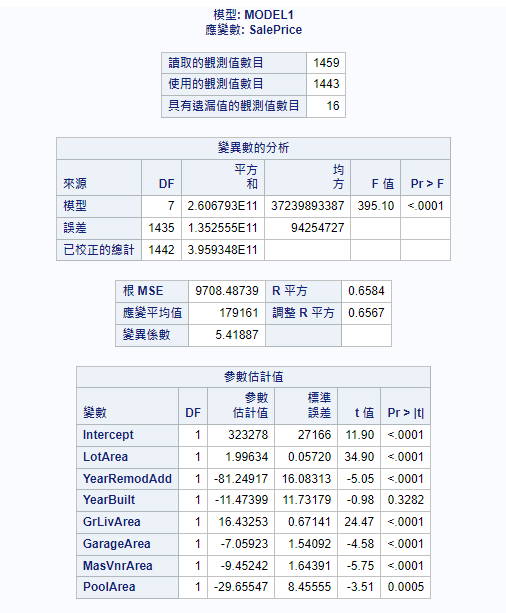 模型: MODEL1
應變數: SalePrice
讀取的觀測值數目 1459
使用的觀測值數目 1443
具有遺漏值的觀測值數目 16
變異數的分析
來源 DF 平方和 均方 F 值 Pr > F
模型 7 2.606793E11 37239893387 395.10 <.0001
誤差 1435 1.352555E11 94254727
已校正的總計 1442 3.959348E11
根 MSE 9708.48739 R 平方 0.6584
應變平均值 179161 調整 R 平方 0.6567
變異係數 5.41887
參數估計值
變數 DF 參數估計值 標準誤差 t 值 Pr > |t|
Intercept 1 323278 27166 11.90 <.0001
LotArea 1 1.99634 0.05720 34.90 <.0001
YearRemodAdd 1 -81.24917 16.08313 -5.05 <.0001
YearBuilt 1 -11.47399 11.73179 -0.98 0.3282
GrLivArea 1 16.43253 0.67141 24.47 <.0001
GarageArea 1 -7.05923 1.54092 -4.58 <.0001
MasVnrArea 1 -9.45242 1.64391 -5.75 <.0001
PoolArea 1 -29.65547 8.45555 -3.51 0.0005